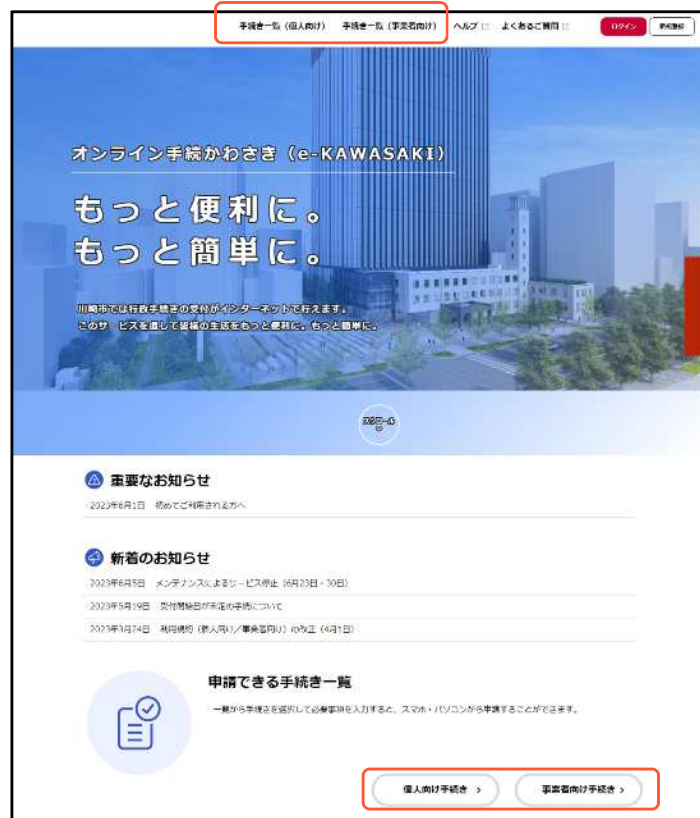 手続き一覧（個人向け）　手続き一覧（事業者向け）　ヘルプ　よくあるご質問　ログイン　新規登録
オンライン手続かわさき（e-KAWASAKI）
もっと便利に。
もっと簡単に。
川崎市では行政手続きの受付がインターネットで行えます。
このサービスを通して皆様の生活をもっと便利に。もっと簡単に。
スクロール
重要なお知らせ
2023年6月1日　初めてご利用される方へ
新着のお知らせ
2023年6月5日　メンテナンスによるサービス停止（6月23日・30日）
2023年5月19日　受付開始日が未定の手続について
2023年3月24日　利用規約（個人向け／事業者向け）の改正（4月1日）
申請できる手続き一覧
一覧から手続きを選択して必要事項を入力すると、スマホ・パソコンから申請することができます。
個人向け手続き　事業者向け手続き